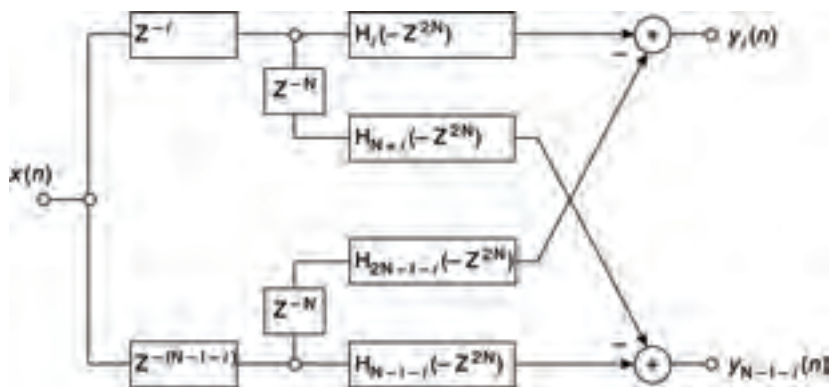 Z^-i
H_i(-Z^2N)
+
−
y_i(n)
Z^-N
H_N+i(-Z^2N)
x(n)
H_2N-1-i(-Z^2N)
Z^-N
−
Z^-(N-1-i)
H_N-1-i(-Z^2N)
+
y_N-1-i(n)